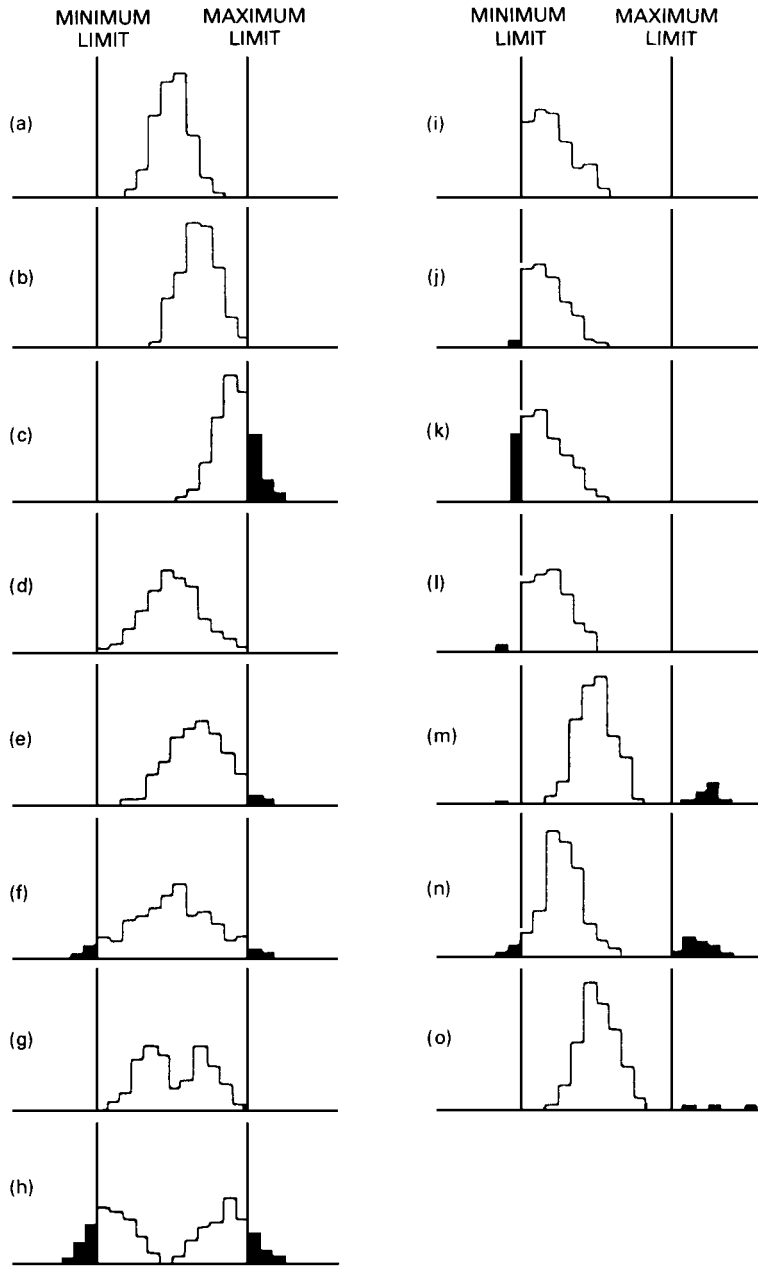 MINIMUM
LIMIT
MAXIMUM
LIMIT
(a)
(b)
(c)
(d)
(e)
(f)
(g)
(h)
MINIMUM
LIMIT
MAXIMUM
LIMIT
(i)
(j)
(k)
(l)
(m)
(n)
(o)